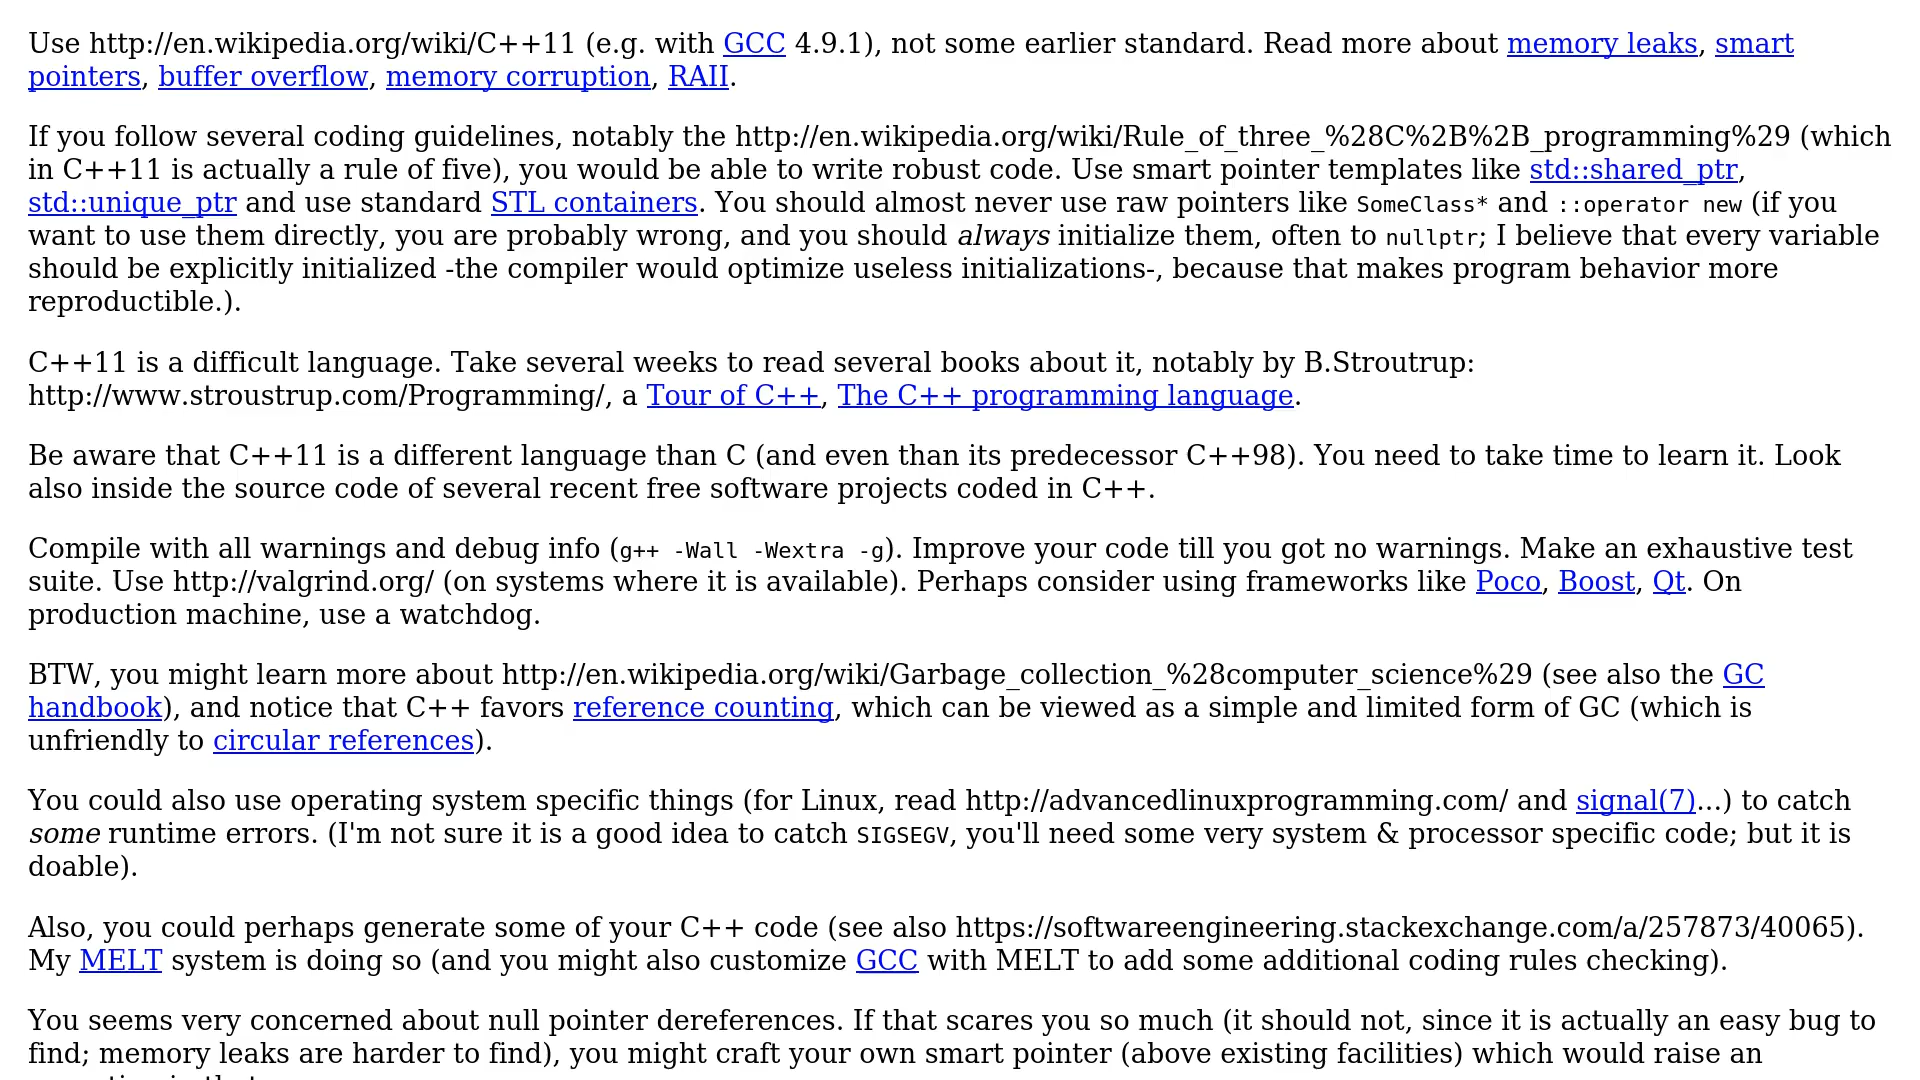 Use http://en.wikipedia.org/wiki/C++11 (e.g. with GCC 4.9.1), not some earlier standard. Read more about memory leaks, smart
pointers, buffer overflow, memory corruption, RAII.
If you follow several coding guidelines, notably the http://en.wikipedia.org/wiki/Rule_of_three_%28C%2B%2B_programming%29 (which
in C++11 is actually a rule of five), you would be able to write robust code. Use smart pointer templates like std::shared_ptr,
std::unique_ptr and use standard STL containers. You should almost never use raw pointers like SomeClass* and ::operator new (if you
want to use them directly, you are probably wrong, and you should always initialize them, often to nullptr; I believe that every variable
should be explicitly initialized -the compiler would optimize useless initializations-, because that makes program behavior more
reproductible.).
C++11 is a difficult language. Take several weeks to read several books about it, notably by B.Stroutrup:
http://www.stroustrup.com/Programming/, a Tour of C++, The C++ programming language.
Be aware that C++11 is a different language than C (and even than its predecessor C++98). You need to take time to learn it. Look
also inside the source code of several recent free software projects coded in C++.
Compile with all warnings and debug info (g++ -Wall -Wextra -g). Improve your code till you got no warnings. Make an exhaustive test
suite. Use http://valgrind.org/ (on systems where it is available). Perhaps consider using frameworks like Poco, Boost, Qt. On
production machine, use a watchdog.
BTW, you might learn more about http://en.wikipedia.org/wiki/Garbage_collection_%28computer_science%29 (see also the GC
handbook), and notice that C++ favors reference counting, which can be viewed as a simple and limited form of GC (which is
unfriendly to circular references).
You could also use operating system specific things (for Linux, read http://advancedlinuxprogramming.com/ and signal(7)...) to catch
some runtime errors. (I'm not sure it is a good idea to catch SIGSEGV, you'll need some very system & processor specific code; but it is
doable).
Also, you could perhaps generate some of your C++ code (see also https://softwareengineering.stackexchange.com/a/257873/40065).
My MELT system is doing so (and you might also customize GCC with MELT to add some additional coding rules checking).
You seems very concerned about null pointer dereferences. If that scares you so much (it should not, since it is actually an easy bug to
find; memory leaks are harder to find), you might craft your own smart pointer (above existing facilities) which would raise an